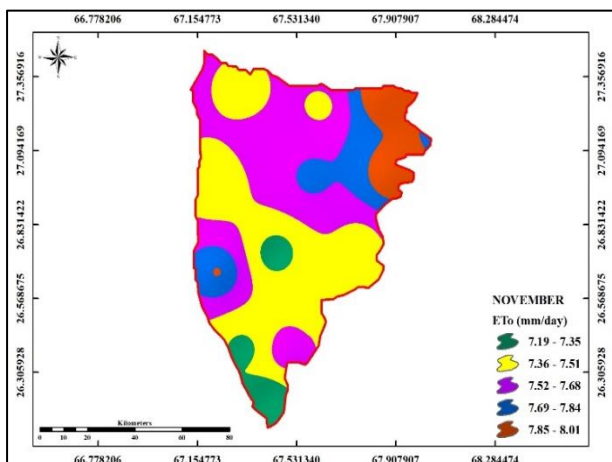 66.778206 67.154773 67.531340 67.907907 68.284474
27.356916 27.356916
27.094169 27.094169
26.831422 26.831422
26.568675 26.568675
26.305928 26.305928
NOVEMBER
ETo (mm/day)
7.19 - 7.35
7.36 - 7.51
7.52 - 7.68
7.69 - 7.84
7.85 - 8.01
Kilometers
0 10 20 40 60 80
66.778206 67.154773 67.531340 67.907907 68.284474